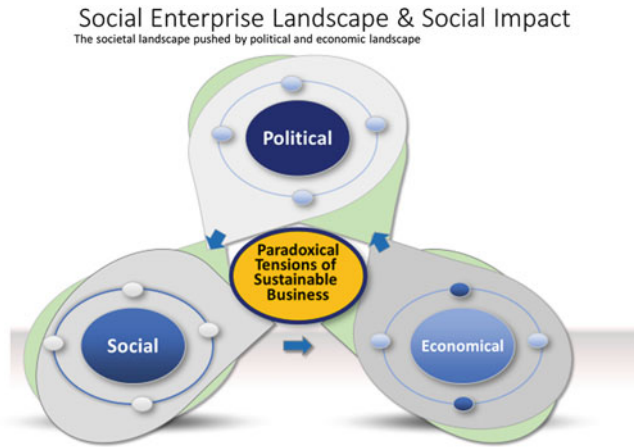 Social Enterprise Landscape & Social Impact
The societal landscape pushed by political and economic landscape
Political
Paradoxical
Tensions of
Sustainable
Business
Social
Economical